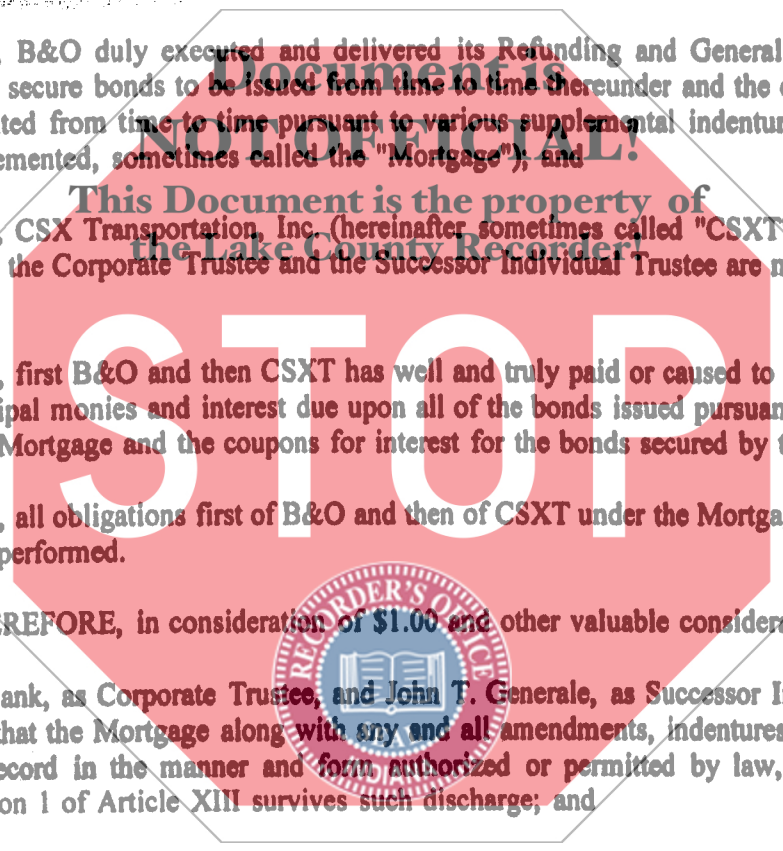 , B&O duly executed and delivered its Refunding and General
Document is
secure bonds to be issued from time to time thereunder and the
ted from time to time pursuant to various supplemental indentur
NOT OFFICIAL!
emented, sometimes called the "Mortgage"); and
This Document is the property of
, CSX Transportation, Inc. (hereinafter sometimes called "CSXT
the Lake County Recorder!
the Corporate Trustee and the Successor Individual Trustee are
STOP
, first B&O and then CSXT has well and truly paid or caused to
ipal monies and interest due upon all of the bonds issued pursuan
Mortgage and the coupons for interest for the bonds secured by
, all obligations first of B&O and then of CSXT under the Mortga
performed.
EREFORE, in consideration of $1.00 and other valuable consider
RECORDER'S OFFICE
ank, as Corporate Trustee, and John T. Generale, as Successor I
that the Mortgage along with any and all amendments, indentures
ecord in the manner and form authorized or permitted by law,
on 1 of Article XIII survives such discharge; and